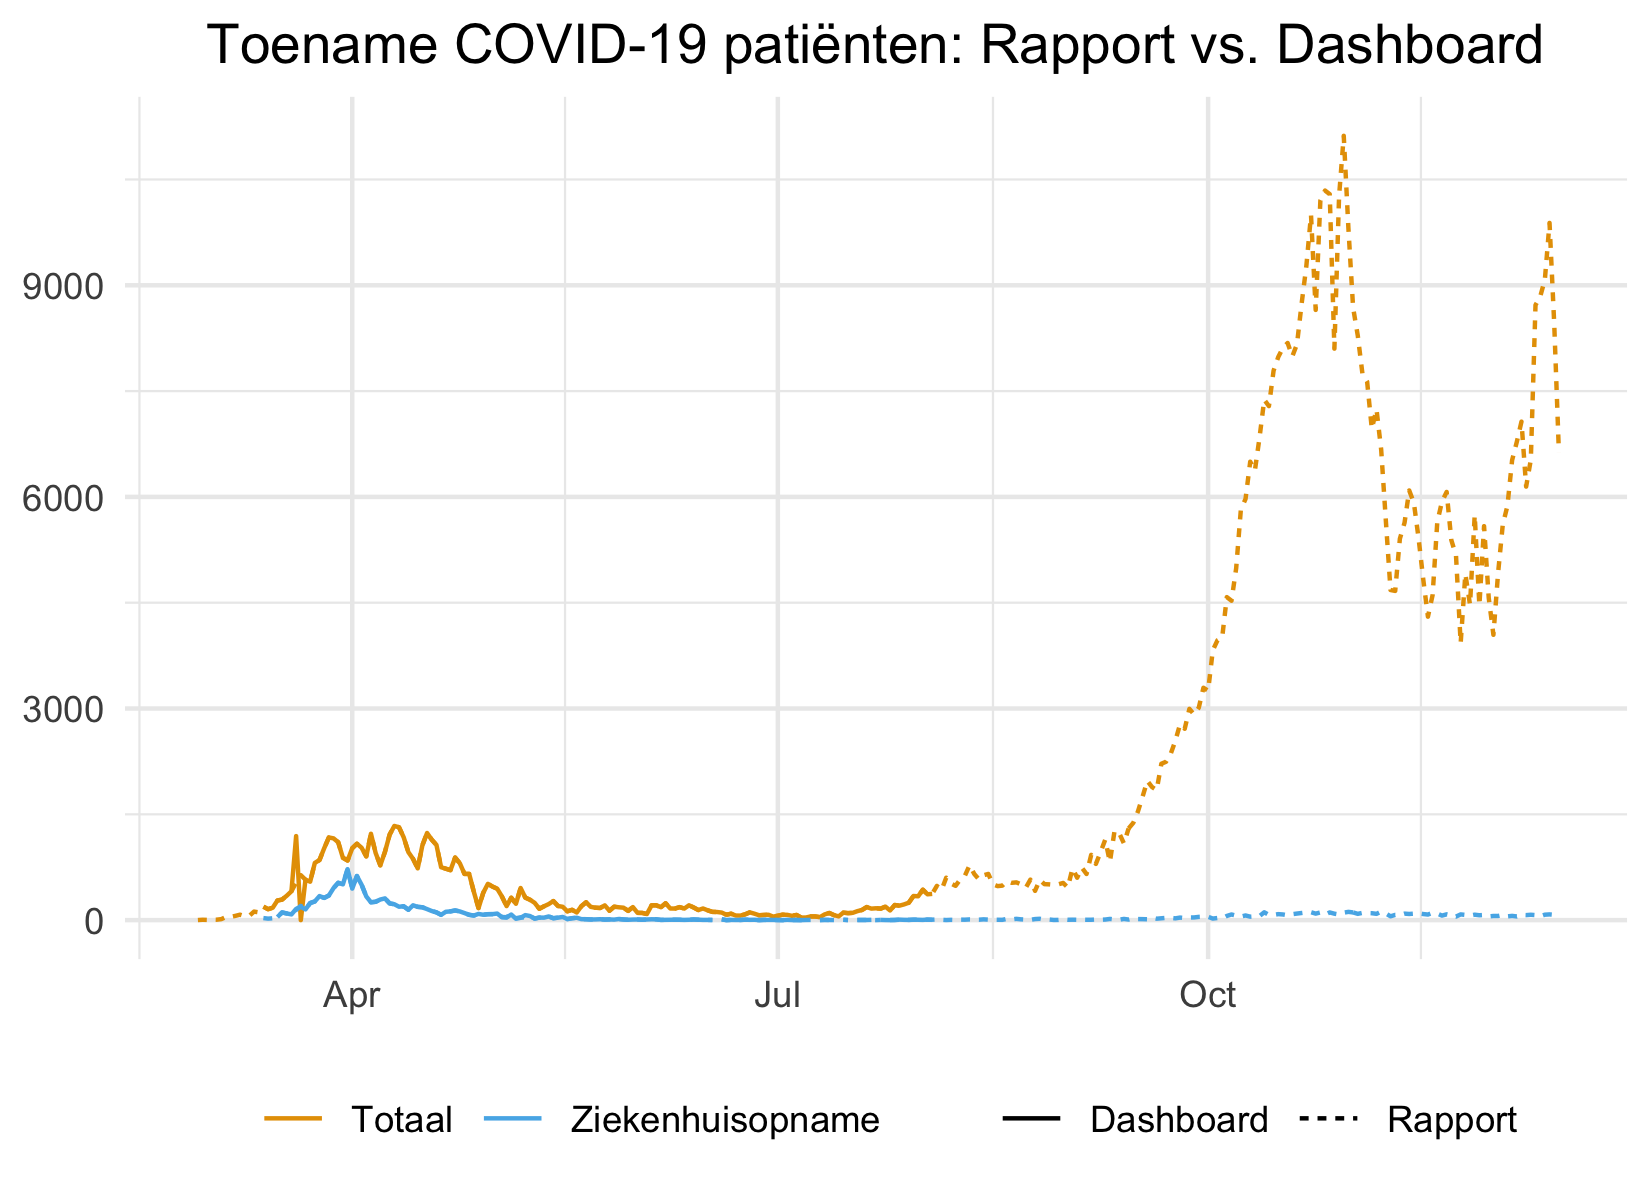 Toename COVID-19 patiënten: Rapport vs. Dashboard
9000
6000
3000
0
Apr Jul Oct
Totaal Ziekenhuisopname Dashboard Rapport